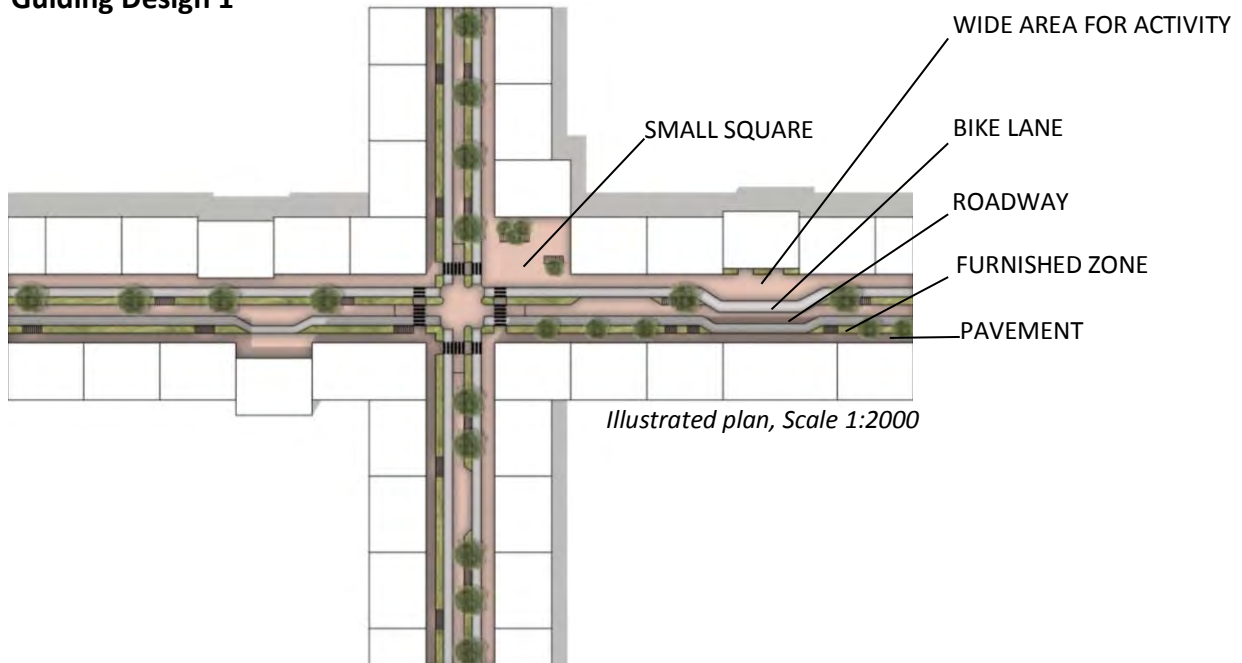 Guiding Design 1
WIDE AREA FOR ACTIVITY
SMALL SQUARE
BIKE LANE
ROADWAY
FURNISHED ZONE
PAVEMENT
Illustrated plan, Scale 1:2000